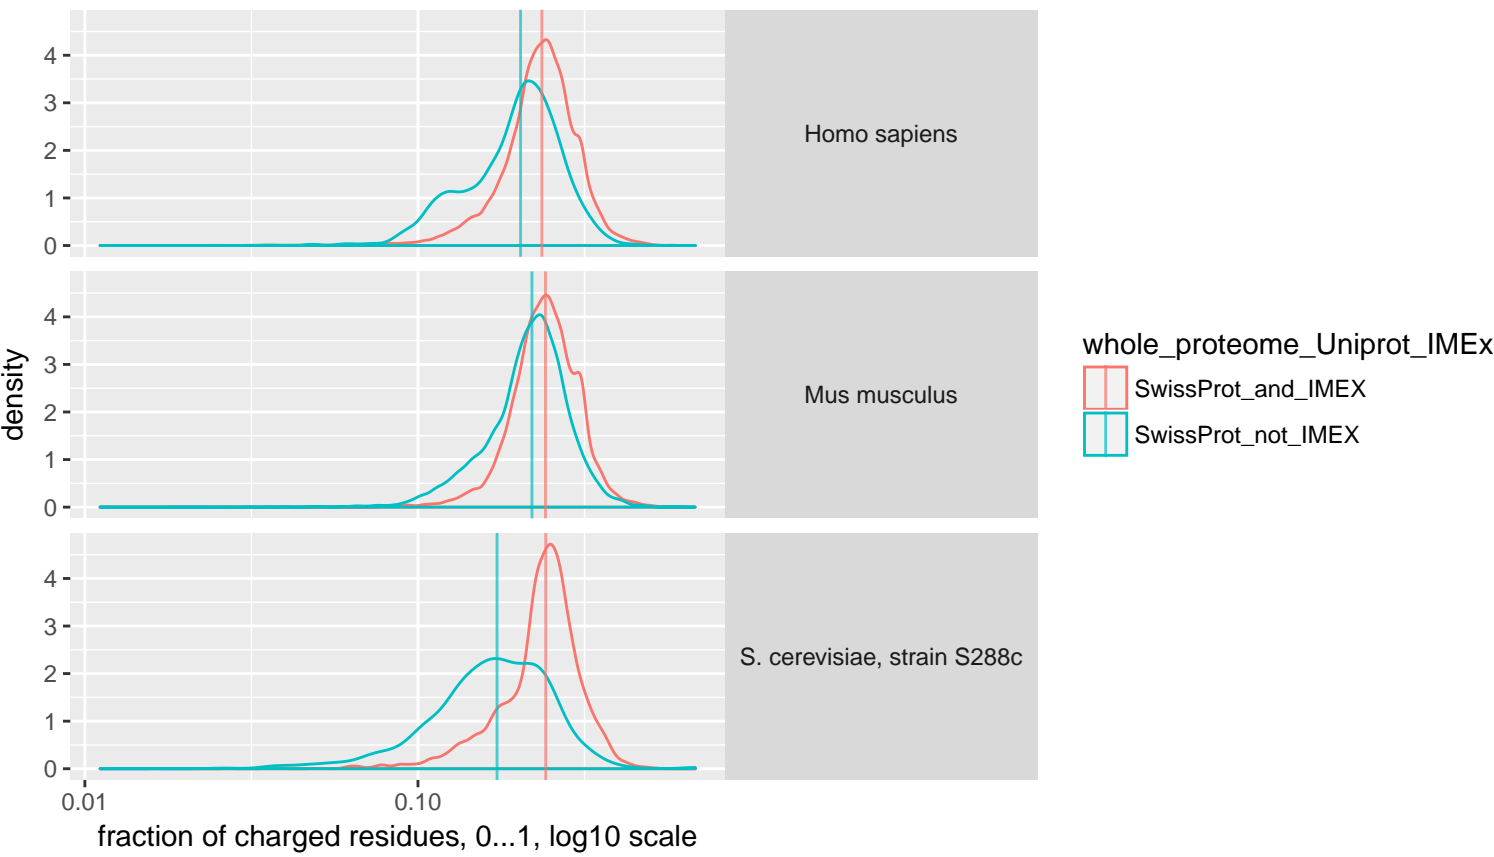 4
3
2
1
0
Homo sapiens
4
3
2
1
0
Mus musculus
4
3
2
1
0
S. cerevisiae, strain S288c
density
0.01
0.10
fraction of charged residues, 0...1, log10 scale
whole_proteome_Uniprot_IMEx
SwissProt_and_IMEX
SwissProt_not_IMEX